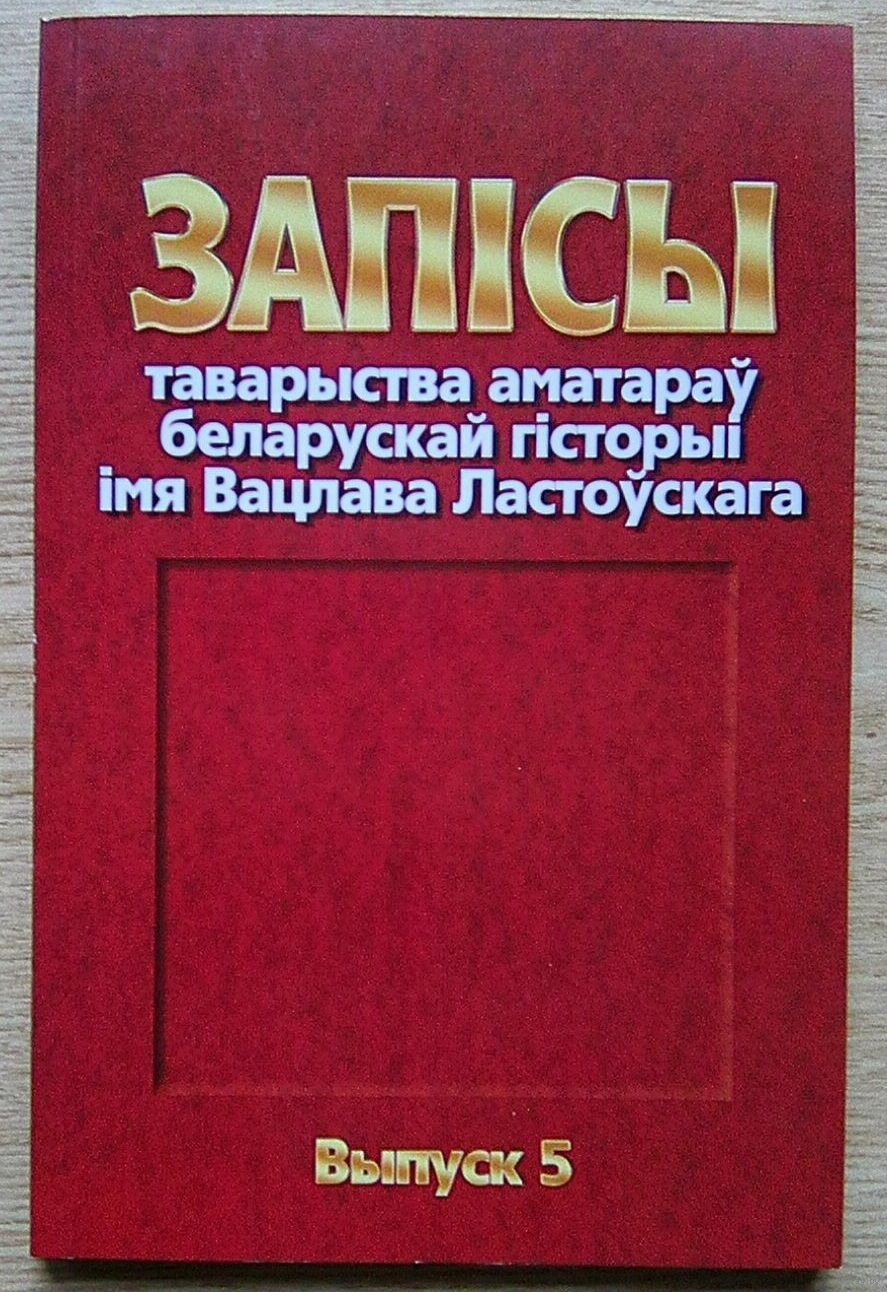 ЗАПІСЫ
таварыства аматараў
беларускай гісторыі
імя Вацлава Ластоўскага
Выпуск 5